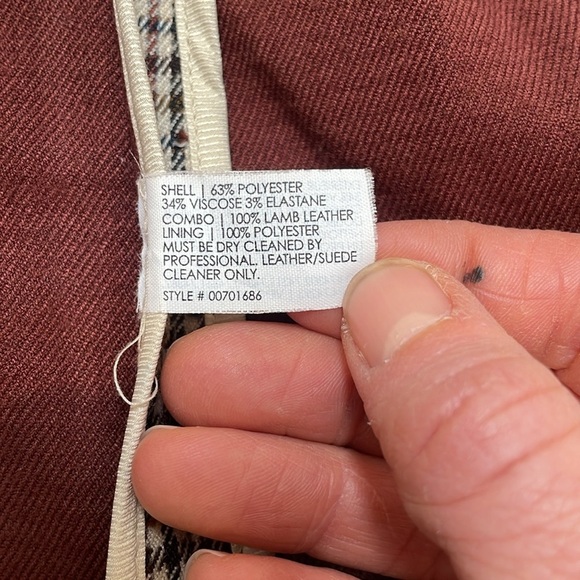 SHELL | 63% POLYESTER
34% VISCOSE 3% ELASTANE
COMBO | 100% LAMB LEATHER
LINING | 100% POLYESTER
MUST BE DRY CLEANED BY
PROFESSIONAL. LEATHER/SUEDE
CLEANER ONLY.
STYLE # 00701686